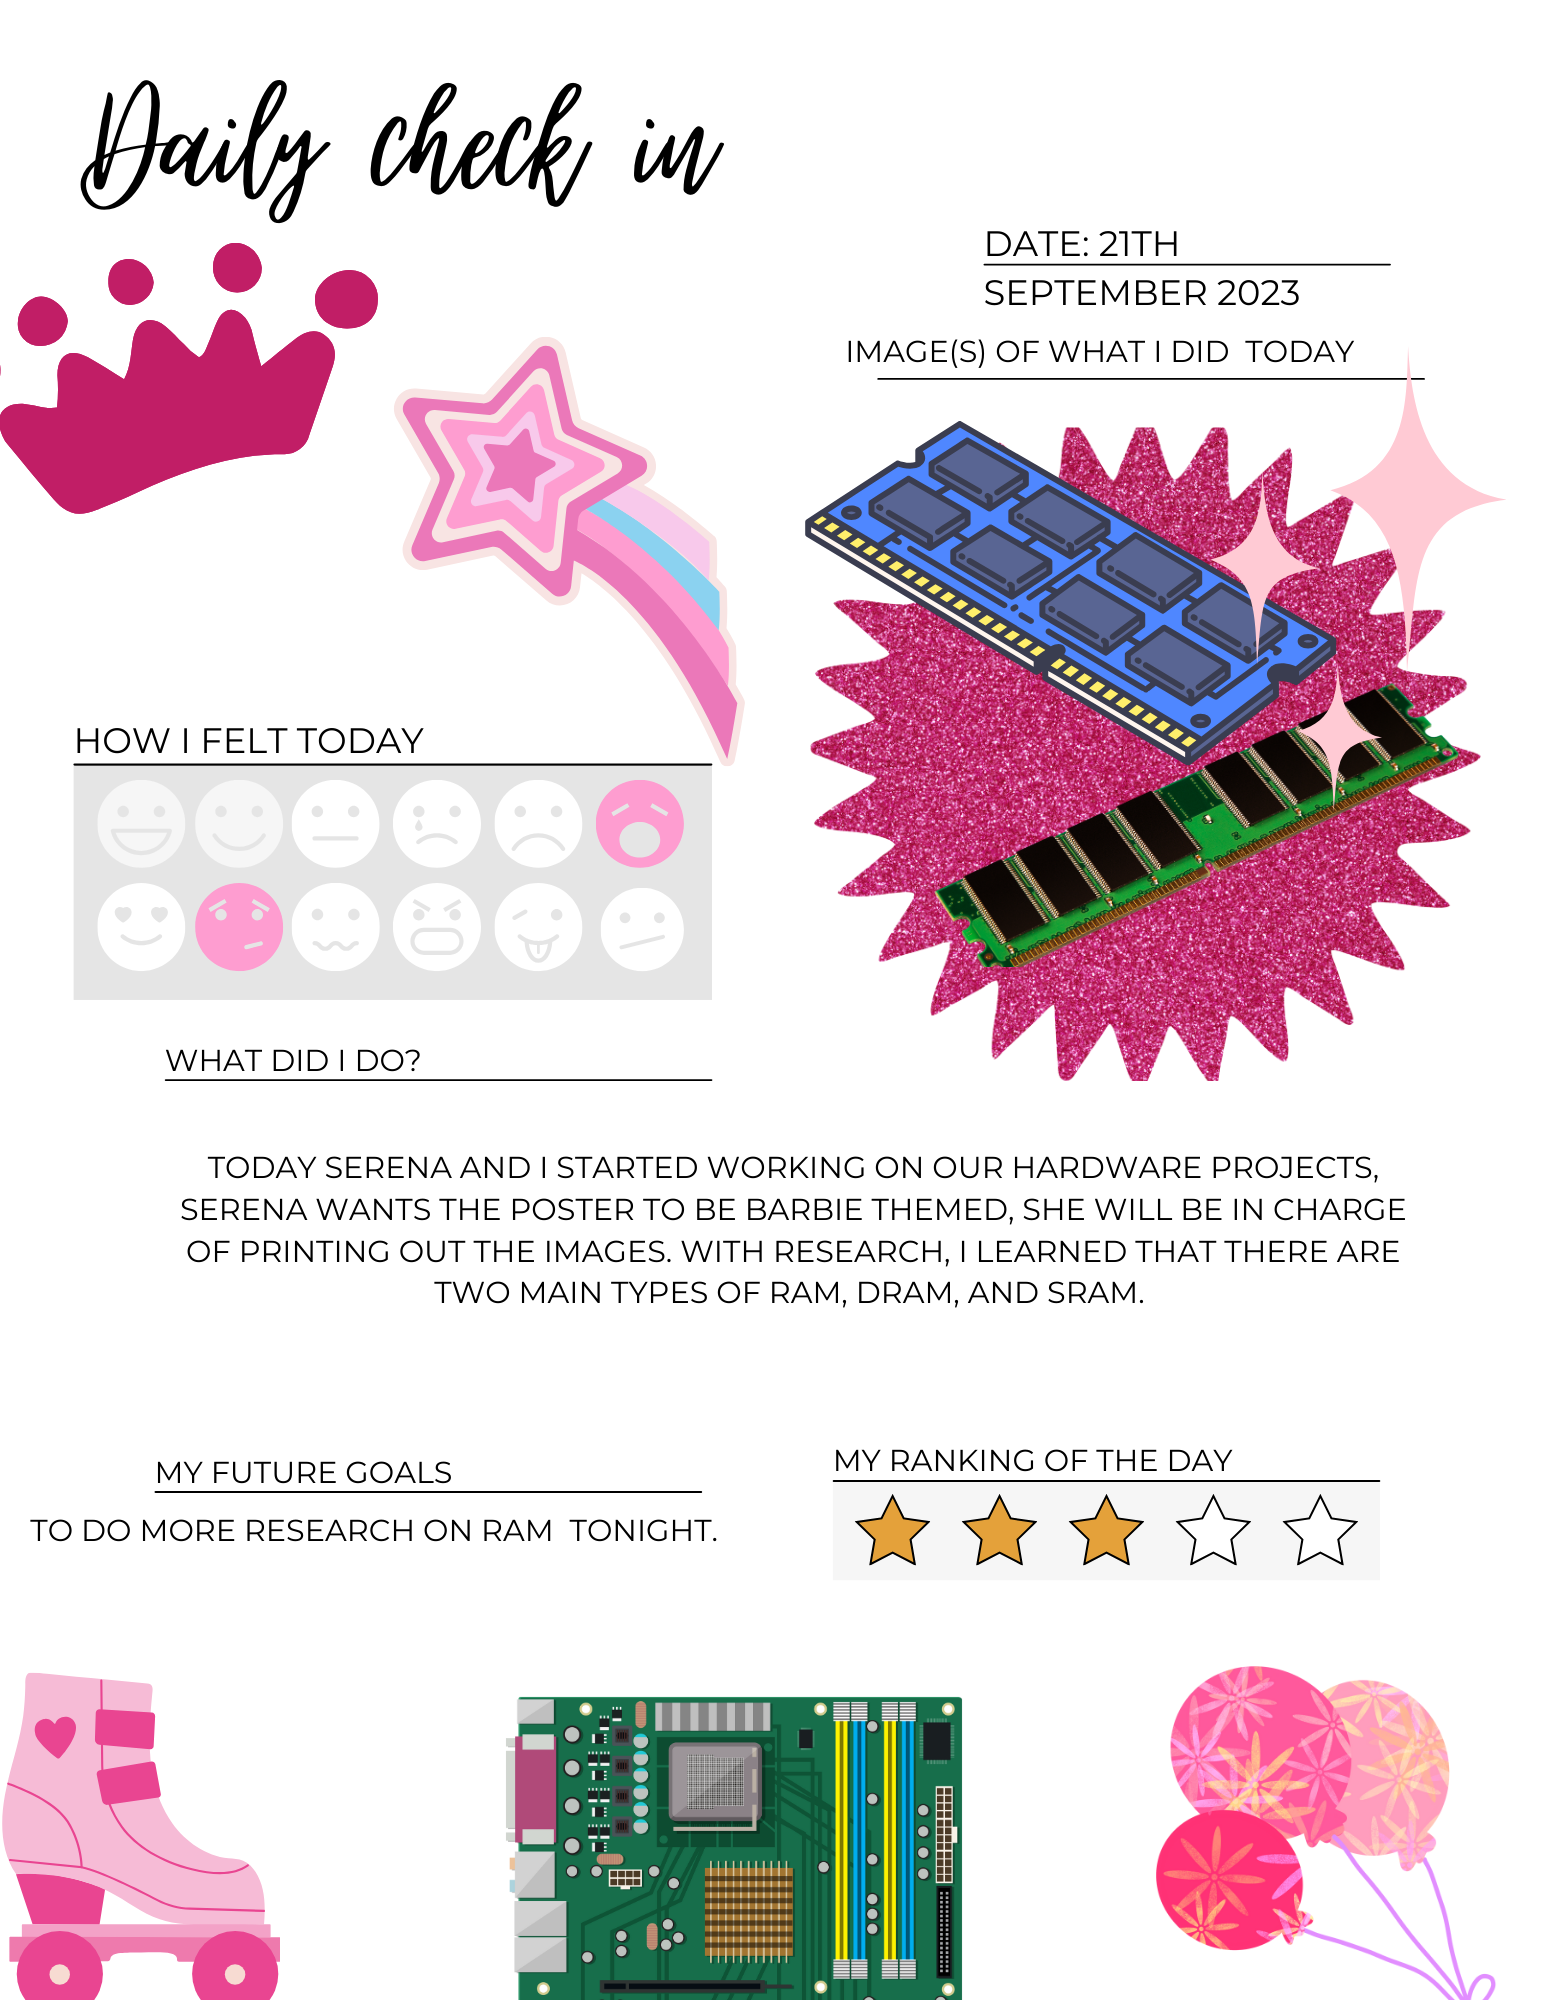 Daily check in
DATE: 21TH
SEPTEMBER 2023
IMAGE(S) OF WHAT I DID TODAY
HOW I FELT TODAY
WHAT DID I DO?
TODAY SERENA AND I STARTED WORKING ON OUR HARDWARE PROJECTS,
SERENA WANTS THE POSTER TO BE BARBIE THEMED, SHE WILL BE IN CHARGE
OF PRINTING OUT THE IMAGES. WITH RESEARCH, I LEARNED THAT THERE ARE
TWO MAIN TYPES OF RAM, DRAM, AND SRAM.
MY FUTURE GOALS
TO DO MORE RESEARCH ON RAM TONIGHT.
MY RANKING OF THE DAY